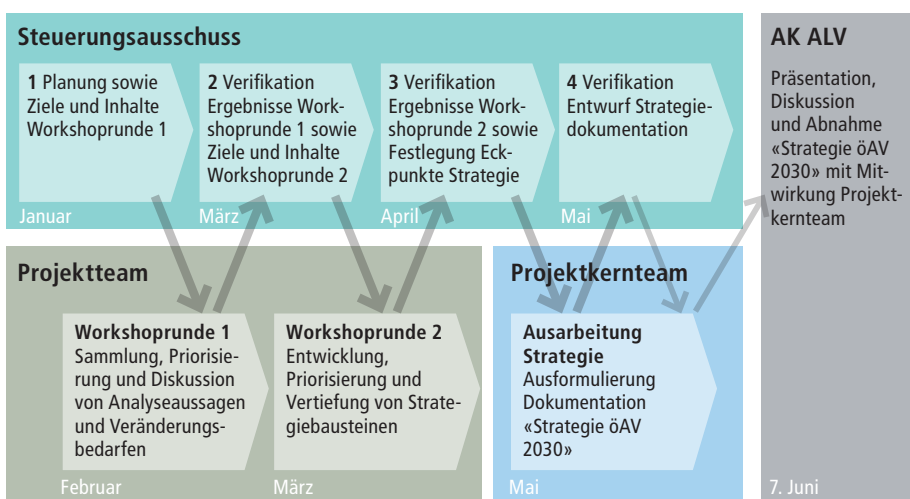 Steuerungsausschuss
1 Planung sowie
Ziele und Inhalte
Workshoprunde 1
Januar
2 Verifikation
Ergebnisse Work-
shoprunde 1 sowie
Ziele und Inhalte
Workshoprunde 2
März
3 Verifikation
Ergebnisse Work-
shoprunde 2 sowie
Festlegung Eck-
punkte Strategie
April
4 Verifikation
Entwurf Strategie-
dokumentation
Mai
AK ALV
Präsentation,
Diskussion
und Abnahme
«Strategie öAV
2030» mit Mit-
wirkung Projekt-
kernteam
7. Juni
Projektteam
Workshoprunde 1
Sammlung, Priorisie-
rung und Diskussion
von Analyseaussagen
und Veränderungs-
bedarfen
Februar
Workshoprunde 2
Entwicklung,
Priorisierung und
Vertiefung von Strate-
giebausteinen
März
Projektkernteam
Ausarbeitung
Strategie
Ausformulierung
Dokumentation
«Strategie öAV
2030»
Mai